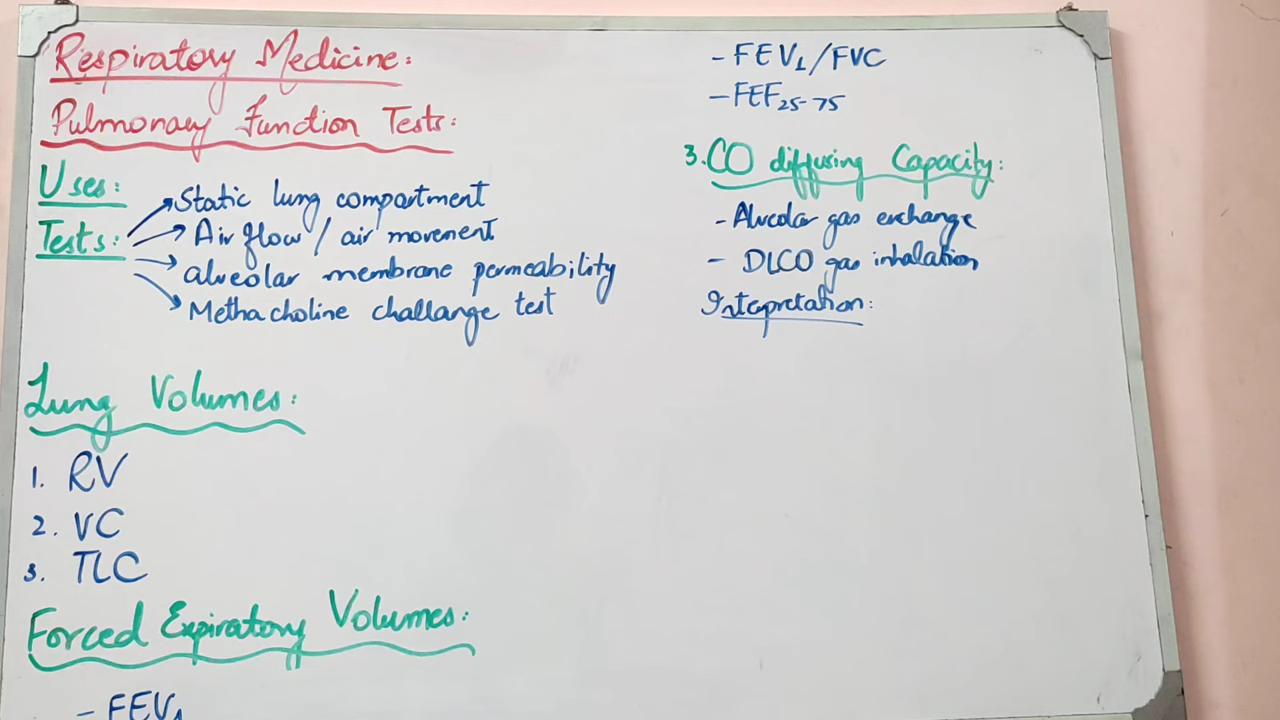 Respiratory Medicine:
Pulmonary Function Tests:
Uses:
Tests:
Static lung compartment
Air flow / air movement
alveolar membrane permeability
Methacholine challange test
Lung Volumes:
1. RV
2. VC
3. TLC
Forced Expiratory Volumes:
- FEV1
- FEV1/FVC
- FEF25-75
3. CO diffusing Capacity:
- Alveolar gas exchange
- DLCO gas inhalation
Interpretation: